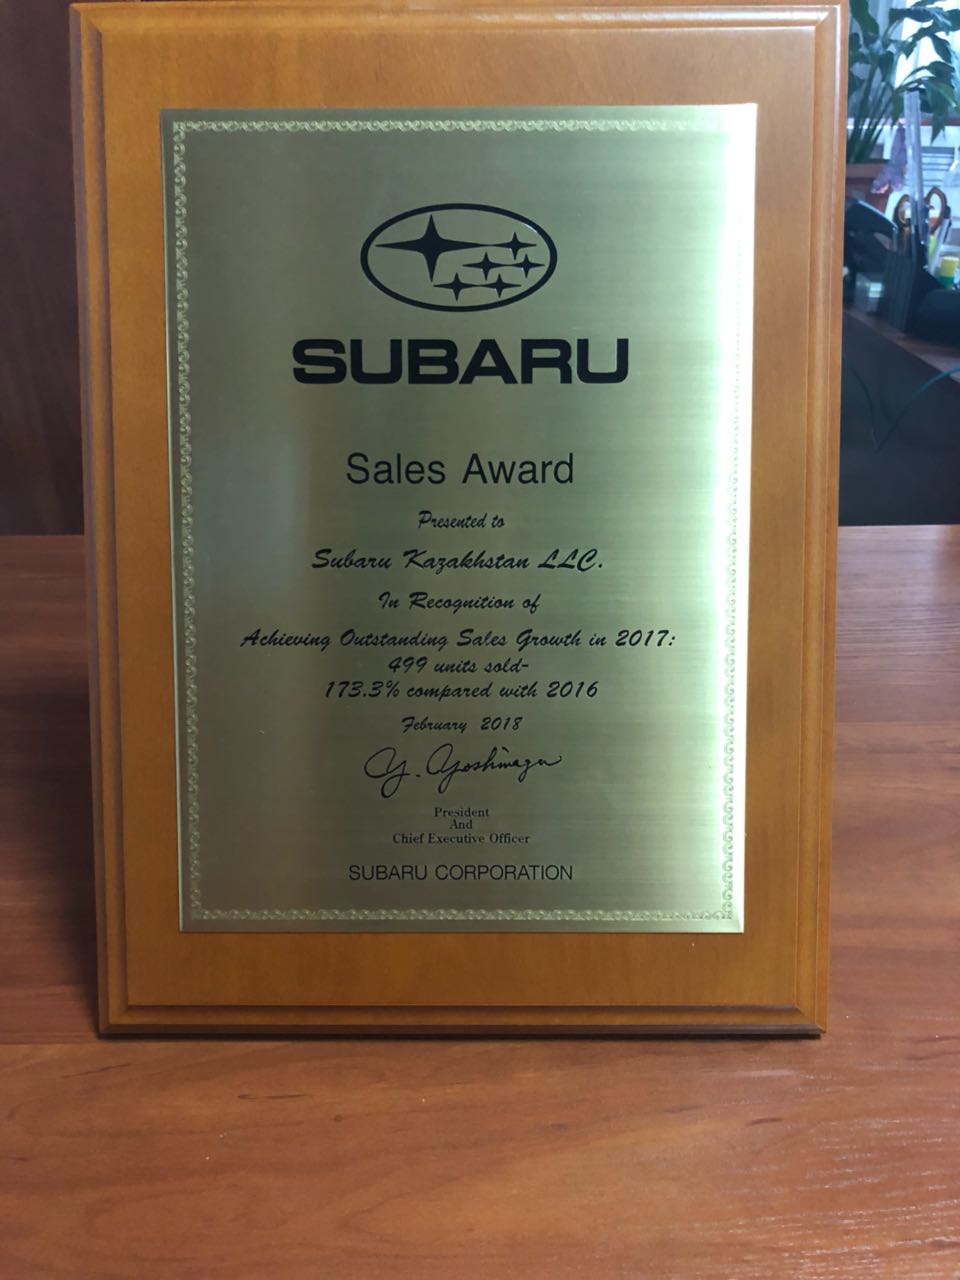 SUBARU
Sales Award
Presented to
Subaru Kazakhstan LLC.
In Recognition of
Achieving Outstanding Sales Growth in 2017:
499 units sold-
173.3% compared with 2016
February 2018
Y. Yoshinaga
President
And
Chief Executive Officer
SUBARU CORPORATION